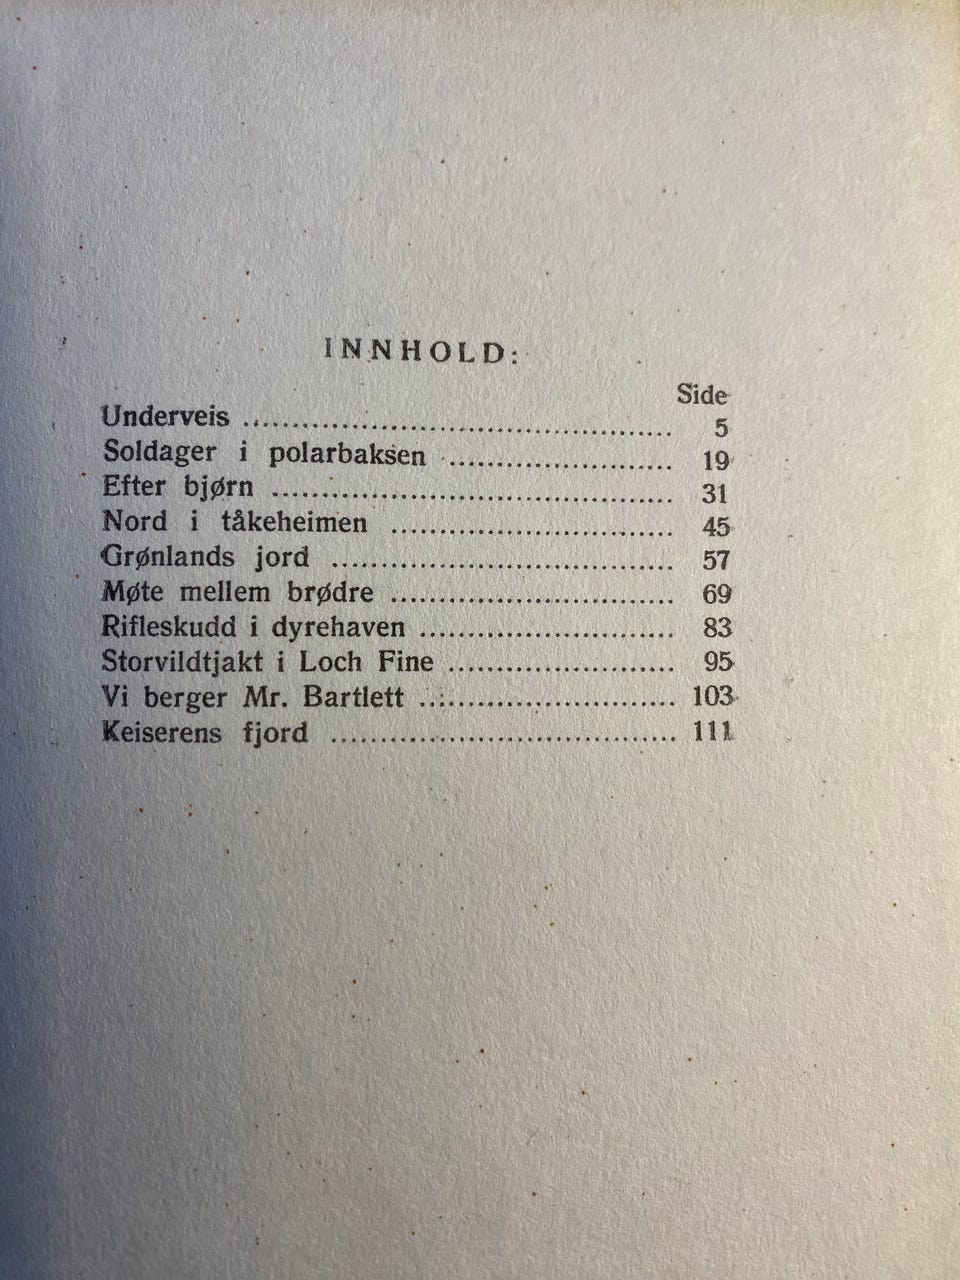 INNHOLD:
Side
Underveis ........................................... 5
Soldager i polarbaksen ....................... 19
Efter bjørn ......................................... 31
Nord i tåkeheimen ............................. 45
Grønlands jord ................................... 57
Møte mellem brødre ............................. 69
Rifleskudd i dyrehaven .......................... 83
Storvildtjakt i Loch Fine ....................... 95
Vi berger Mr. Bartlett .......................... 103
Keiserens fjord ................................... 111